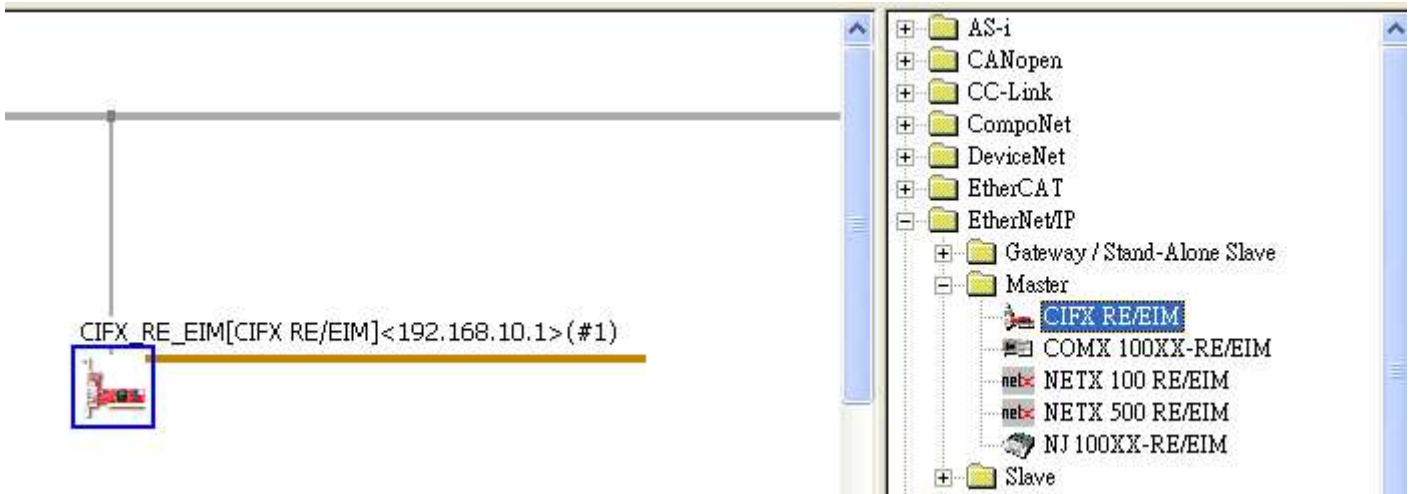 CIFX_RE_EIM[CIFX RE/EIM]<192.168.10.1>(#1)
AS-i
CANopen
CC-Link
CompoNet
DeviceNet
EtherCAT
EtherNet/IP
Gateway / Stand-Alone Slave
Master
CIFX RE/EIM
COMX 100XX-RE/EIM
netx NETX 100 RE/EIM
netx NETX 500 RE/EIM
NJ 100XX-RE/EIM
Slave